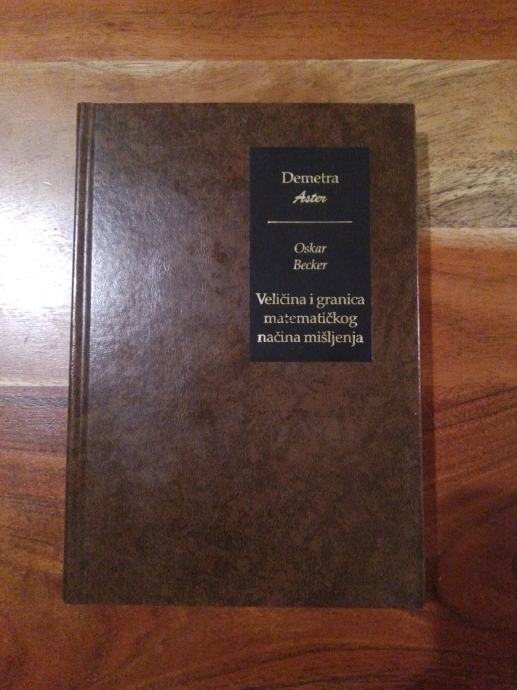 Demetra
Aster
Oskar
Becker
Veličina i granica
matematičkog
načina mišljenja